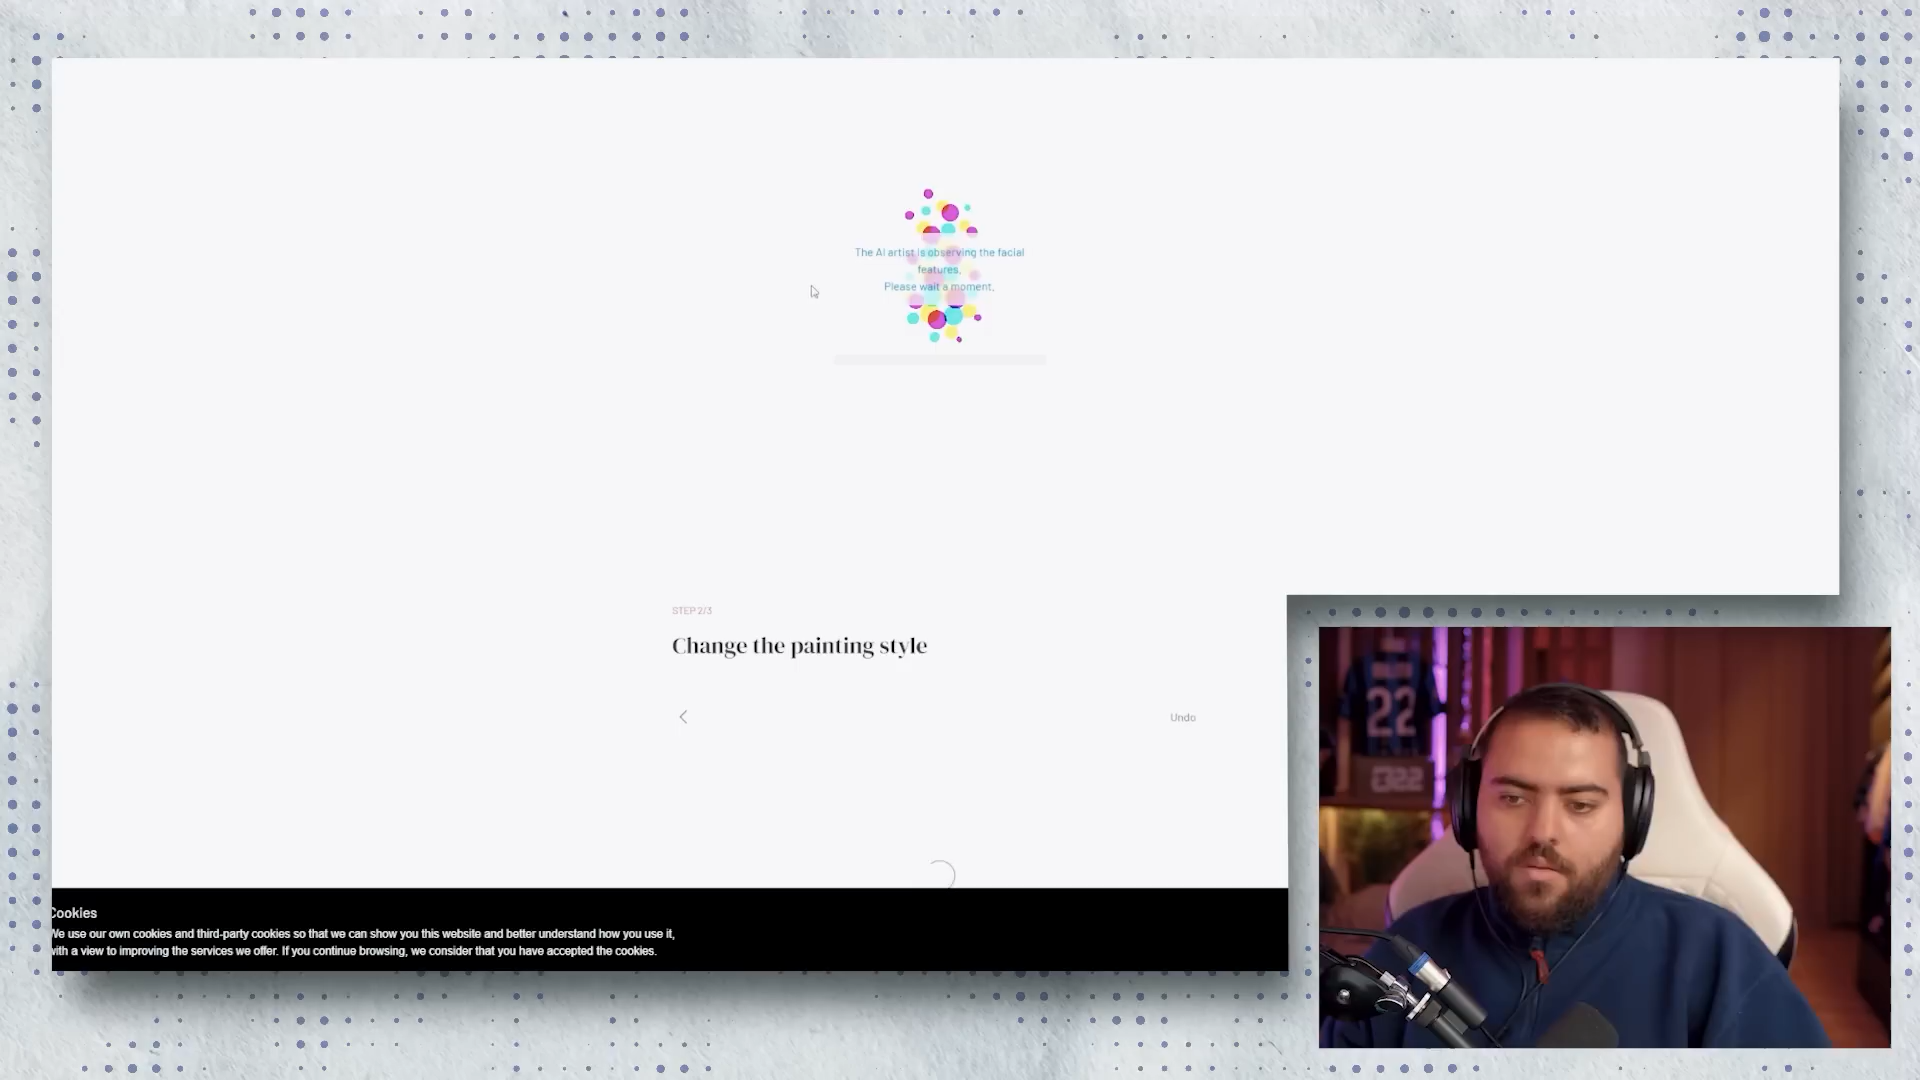 The AI artist is observing the facial
features.
Please wait a moment.
STEP 2/3
Change the painting style
Undo
Cookies
We use our own cookies and third-party cookies so that we can show you this website and better understand how you use it,
with a view to improving the services we offer. If you continue browsing, we consider that you have accepted the cookies.
22